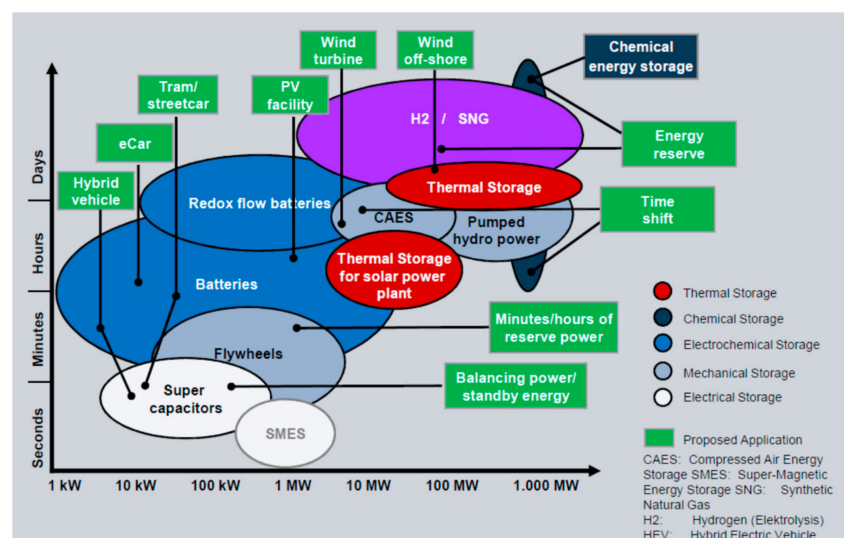 Wind
turbine
Wind
off-shore
Chemical
energy storage
Tram/
streetcar
PV
facility
eCar
Hybrid
vehicle
Energy
reserve
Time
shift
Minutes/hours of
reserve power
Balancing power/
standby energy
H2 / SNG
Thermal Storage
Redox flow batteries
CAES
Pumped
hydro power
Thermal Storage
for solar power
plant
Batteries
Flywheels
Super
capacitors
SMES
Days
Hours
Minutes
Seconds
1 kW 10 kW 100 kW 1 MW 10 MW 100 MW 1.000 MW
Thermal Storage
Chemical Storage
Electrochemical Storage
Mechanical Storage
Electrical Storage
Proposed Application
CAES: Compressed Air Energy
Storage SMES: Super-Magnetic
Energy Storage SNG: Synthetic
Natural Gas
H2: Hydrogen (Elektrolysis)
HEV: Hybrid Electric Vehicle